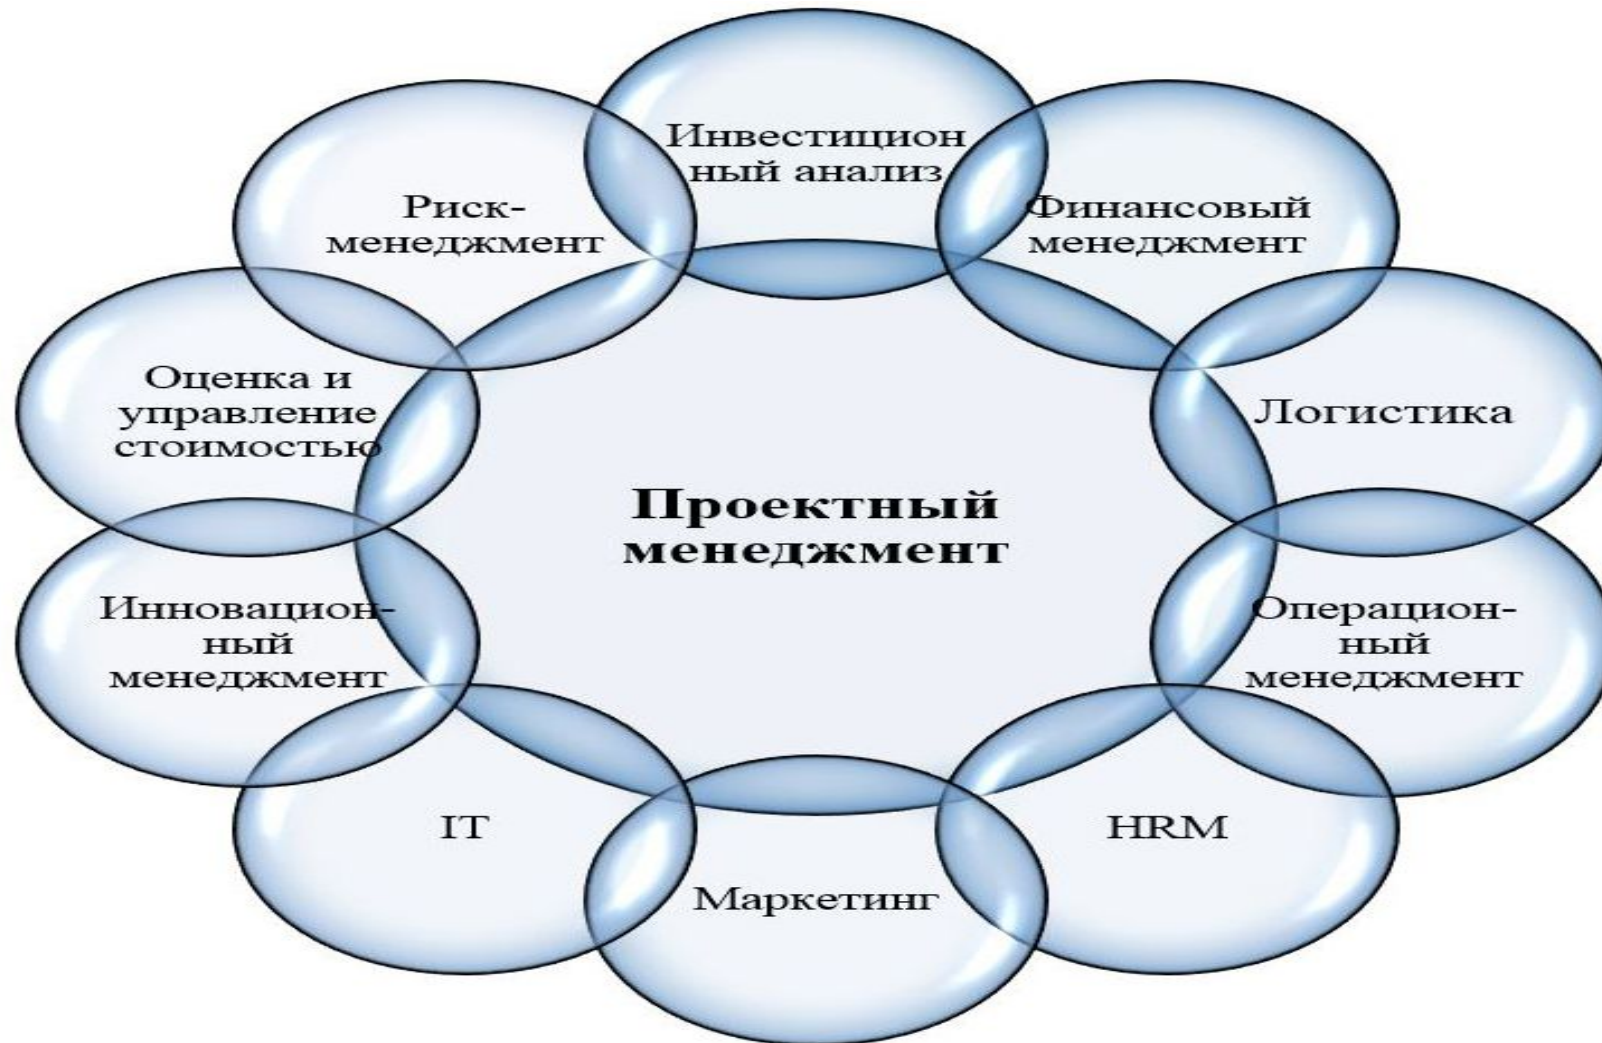 Инвестицион
ный анализ
Финансовый
менеджмент
Логистика
Операцион-
ный
менеджмент
HRM
Маркетинг
IT
Инновацион-
ный
менеджмент
Оценка и
управление
стоимостью
Риск-
менеджмент
Проектный
менеджмент